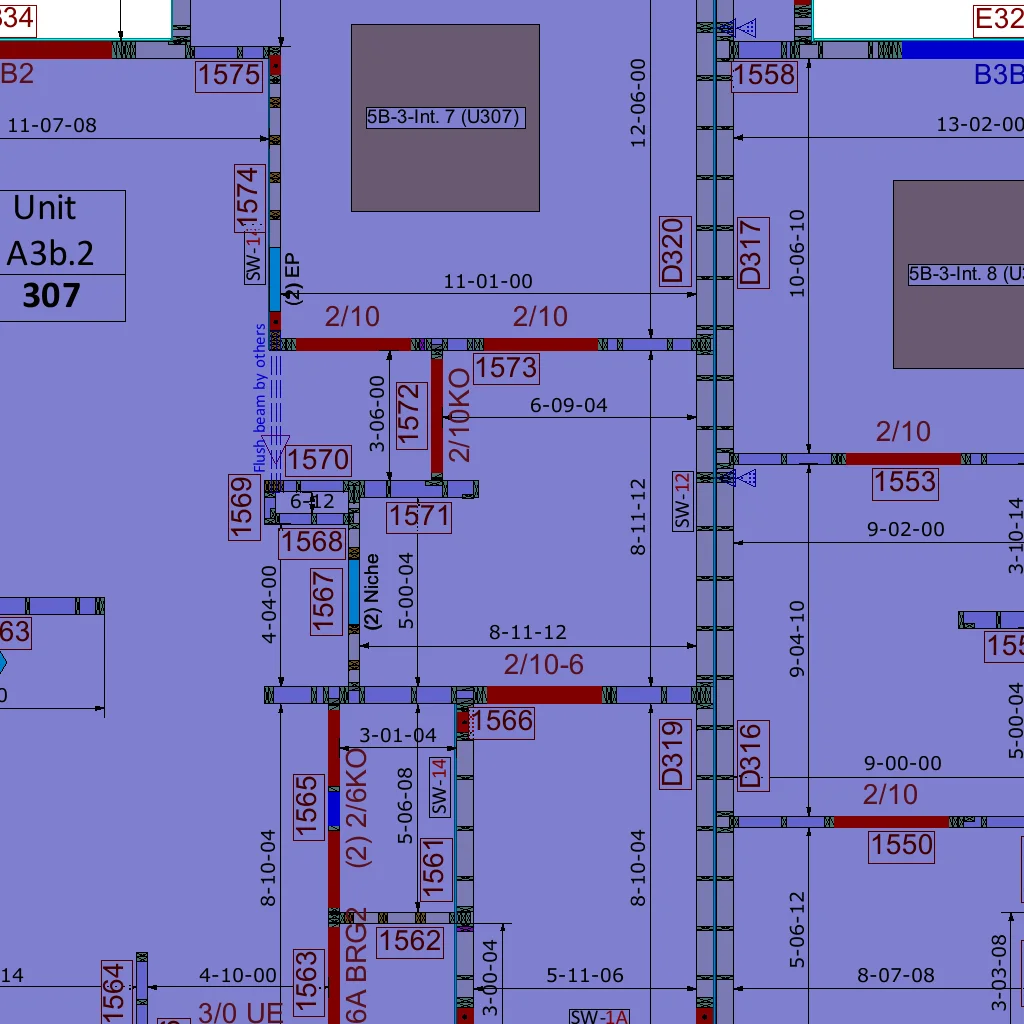 334
E32
1575
1558
B2
B3B
5B-3-Int. 7 (U307)
12-06-00
11-07-08
13-02-00
1574
Unit
A3b.2
307
SW-14
(2) EP
D320
D317
10-06-10
5B-3-Int. 8 (U3
11-01-00
2/10
2/10
Flush beam by others
1573
3-06-00
1572
2/10KO
6-09-04
2/10
1570
1553
1569
6-12
1571
SW-12
8-11-12
9-02-00
3-10-14
1568
4-04-00
1567
(2) Niche
5-00-04
63
8-11-12
9-04-10
155
2/10-6
0
1566
3-01-04
D319
D316
5-00-04
9-00-00
2/10
1565
(2) 2/6KO
5-06-08
SW-14
1550
8-10-04
1561
8-10-04
1562
5-06-12
14
1564
4-10-00
1563
6A BRG2
3-00-04
5-11-06
8-07-08
3-03-08
3/0 UE
SW-1A